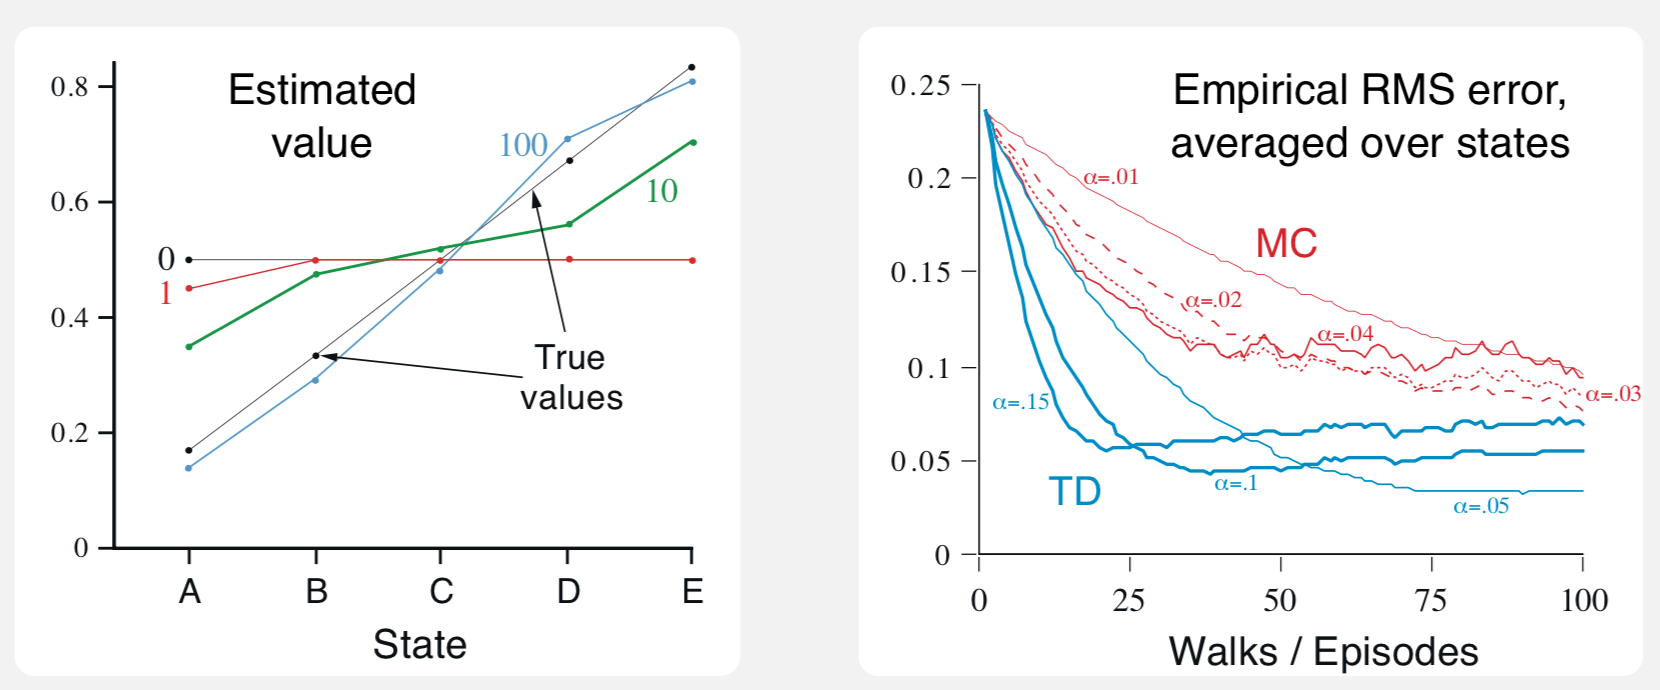 Estimated
value
0.8
0.6
0.4
0.2
0
0
1
100
10
True
values
A B C D E
State
Empirical RMS error,
averaged over states
0.25
0.2
0.15
0.1
0.05
0
α=.01
MC
α=.02
α=.04
α=.03
α=.15
TD
α=.1
α=.05
0 25 50 75 100
Walks / Episodes